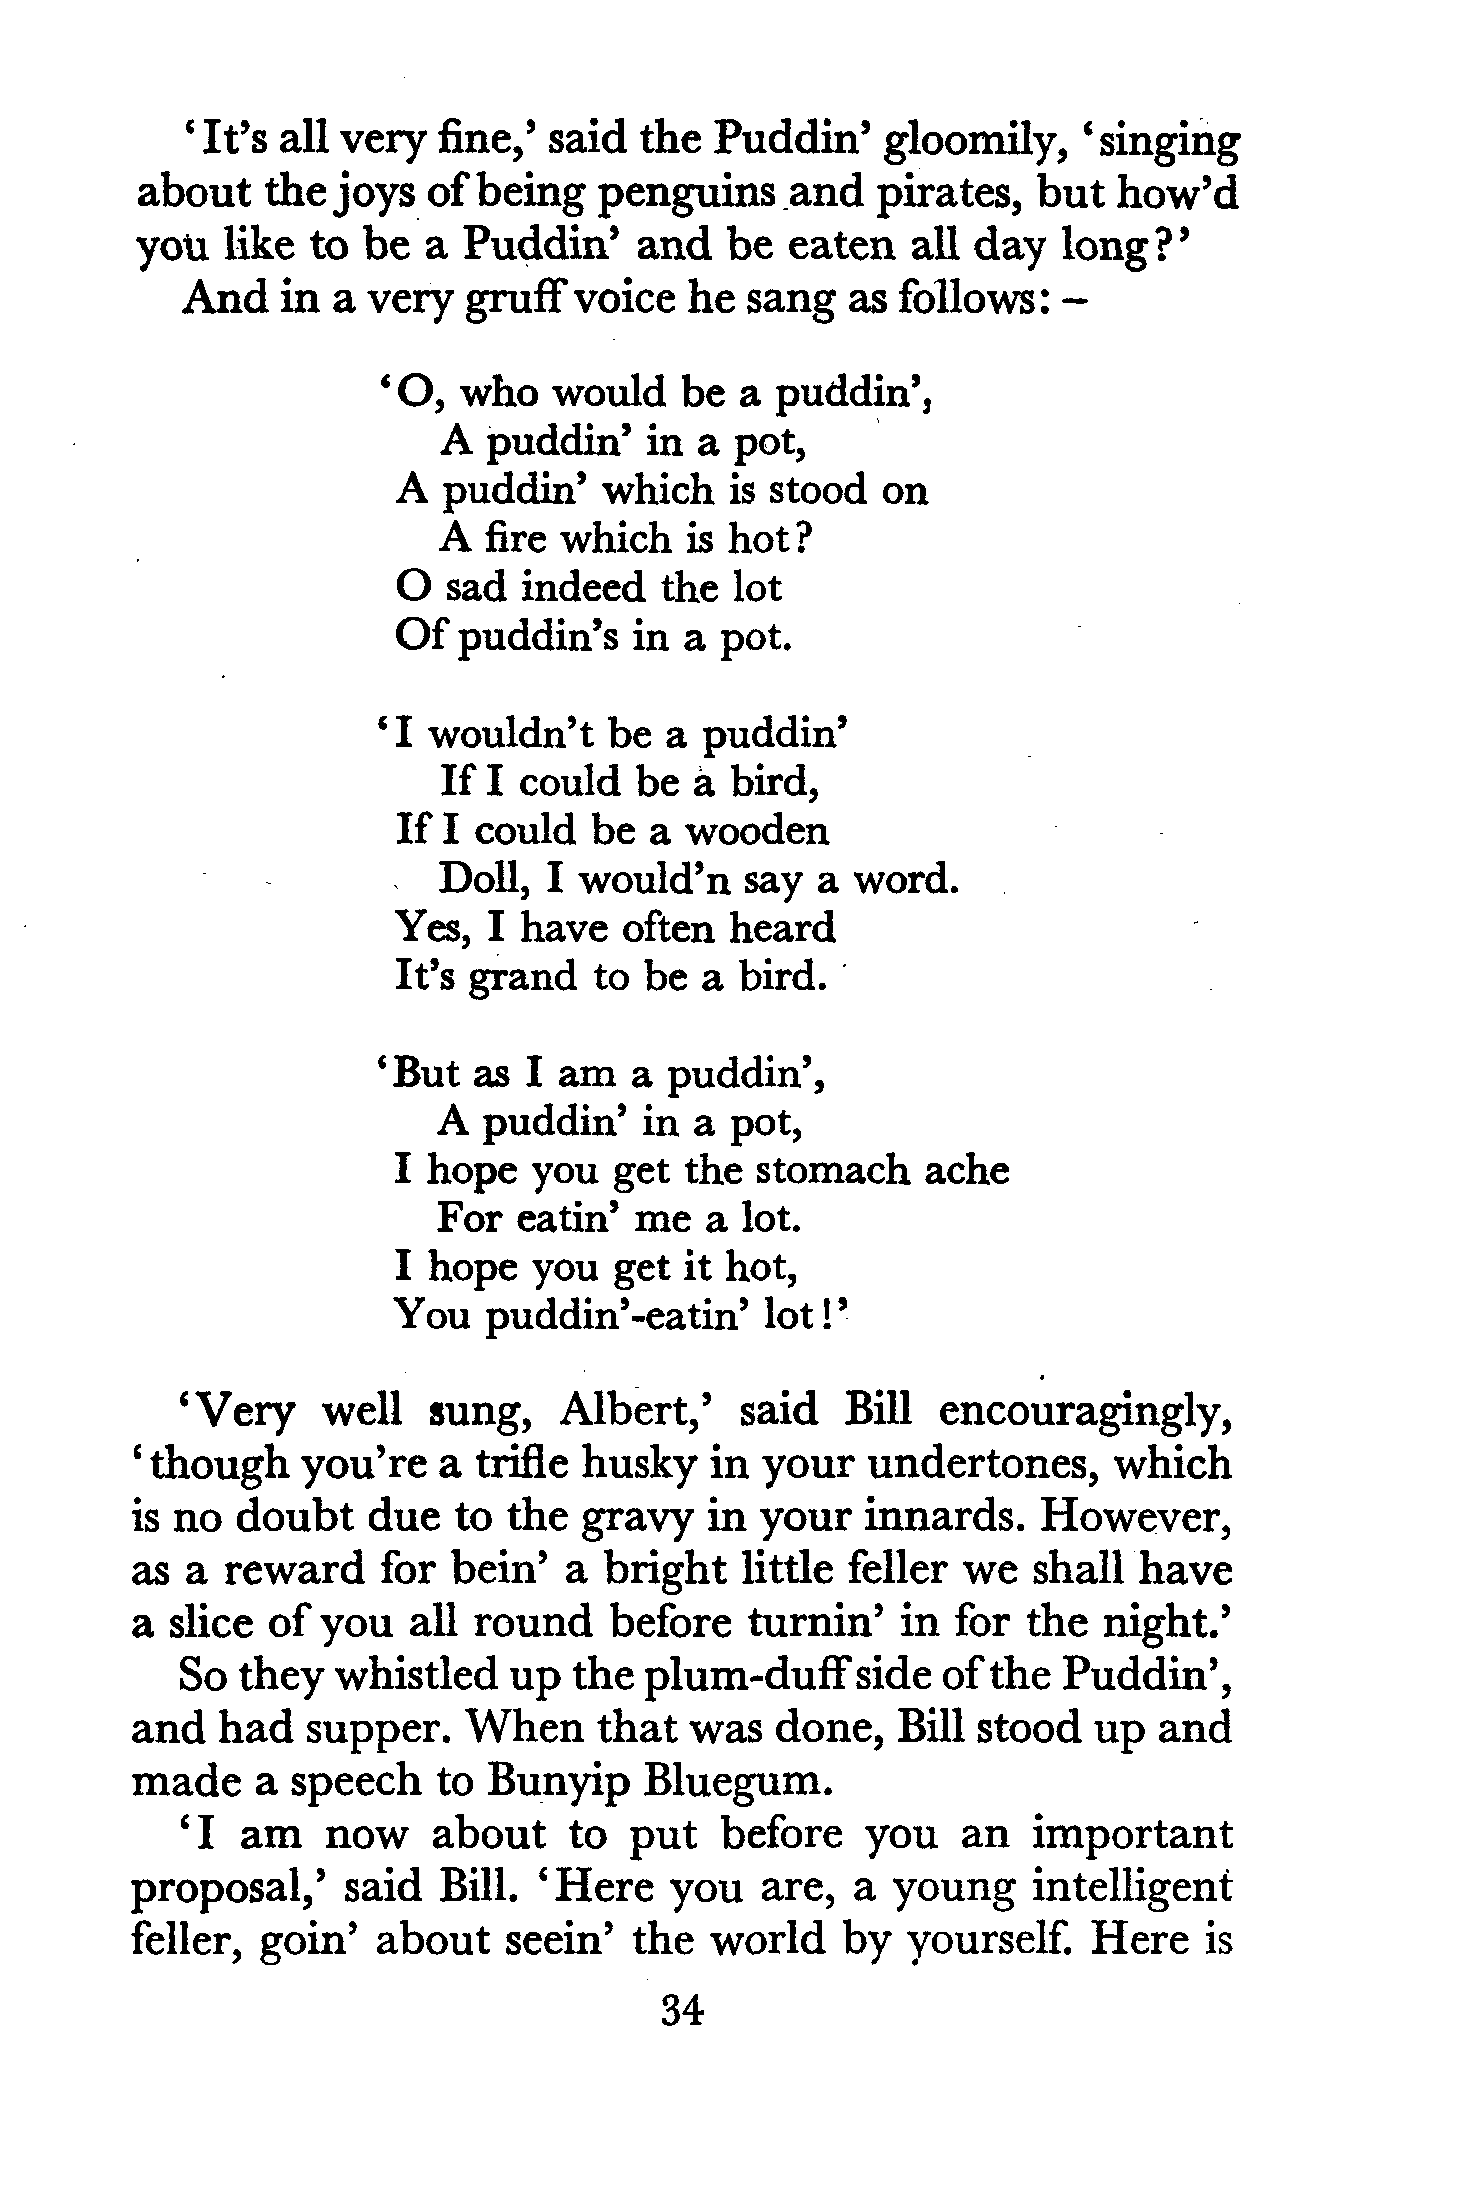 ‘It’s all very fine,’ said the Puddin’ gloomily, ‘singing
about the joys of being penguins and pirates, but how’d
you like to be a Puddin’ and be eaten all day long?’
And in a very gruff voice he sang as follows: –
‘O, who would be a puddin’,
A puddin’ in a pot,
A puddin’ which is stood on
A fire which is hot?
O sad indeed the lot
Of puddin’s in a pot.
‘I wouldn’t be a puddin’
If I could be a bird,
If I could be a wooden
Doll, I would’n say a word.
Yes, I have often heard
It’s grand to be a bird.
‘But as I am a puddin’,
A puddin’ in a pot,
I hope you get the stomach ache
For eatin’ me a lot.
I hope you get it hot,
You puddin’-eatin’ lot!’
‘Very well sung, Albert,’ said Bill encouragingly,
‘though you’re a trifle husky in your undertones, which
is no doubt due to the gravy in your innards. However,
as a reward for bein’ a bright little feller we shall have
a slice of you all round before turnin’ in for the night.’
So they whistled up the plum-duff side of the Puddin’,
and had supper. When that was done, Bill stood up and
made a speech to Bunyip Bluegum.
‘I am now about to put before you an important
proposal,’ said Bill. ‘Here you are, a young intelligent
feller, goin’ about seein’ the world by yourself. Here is
34